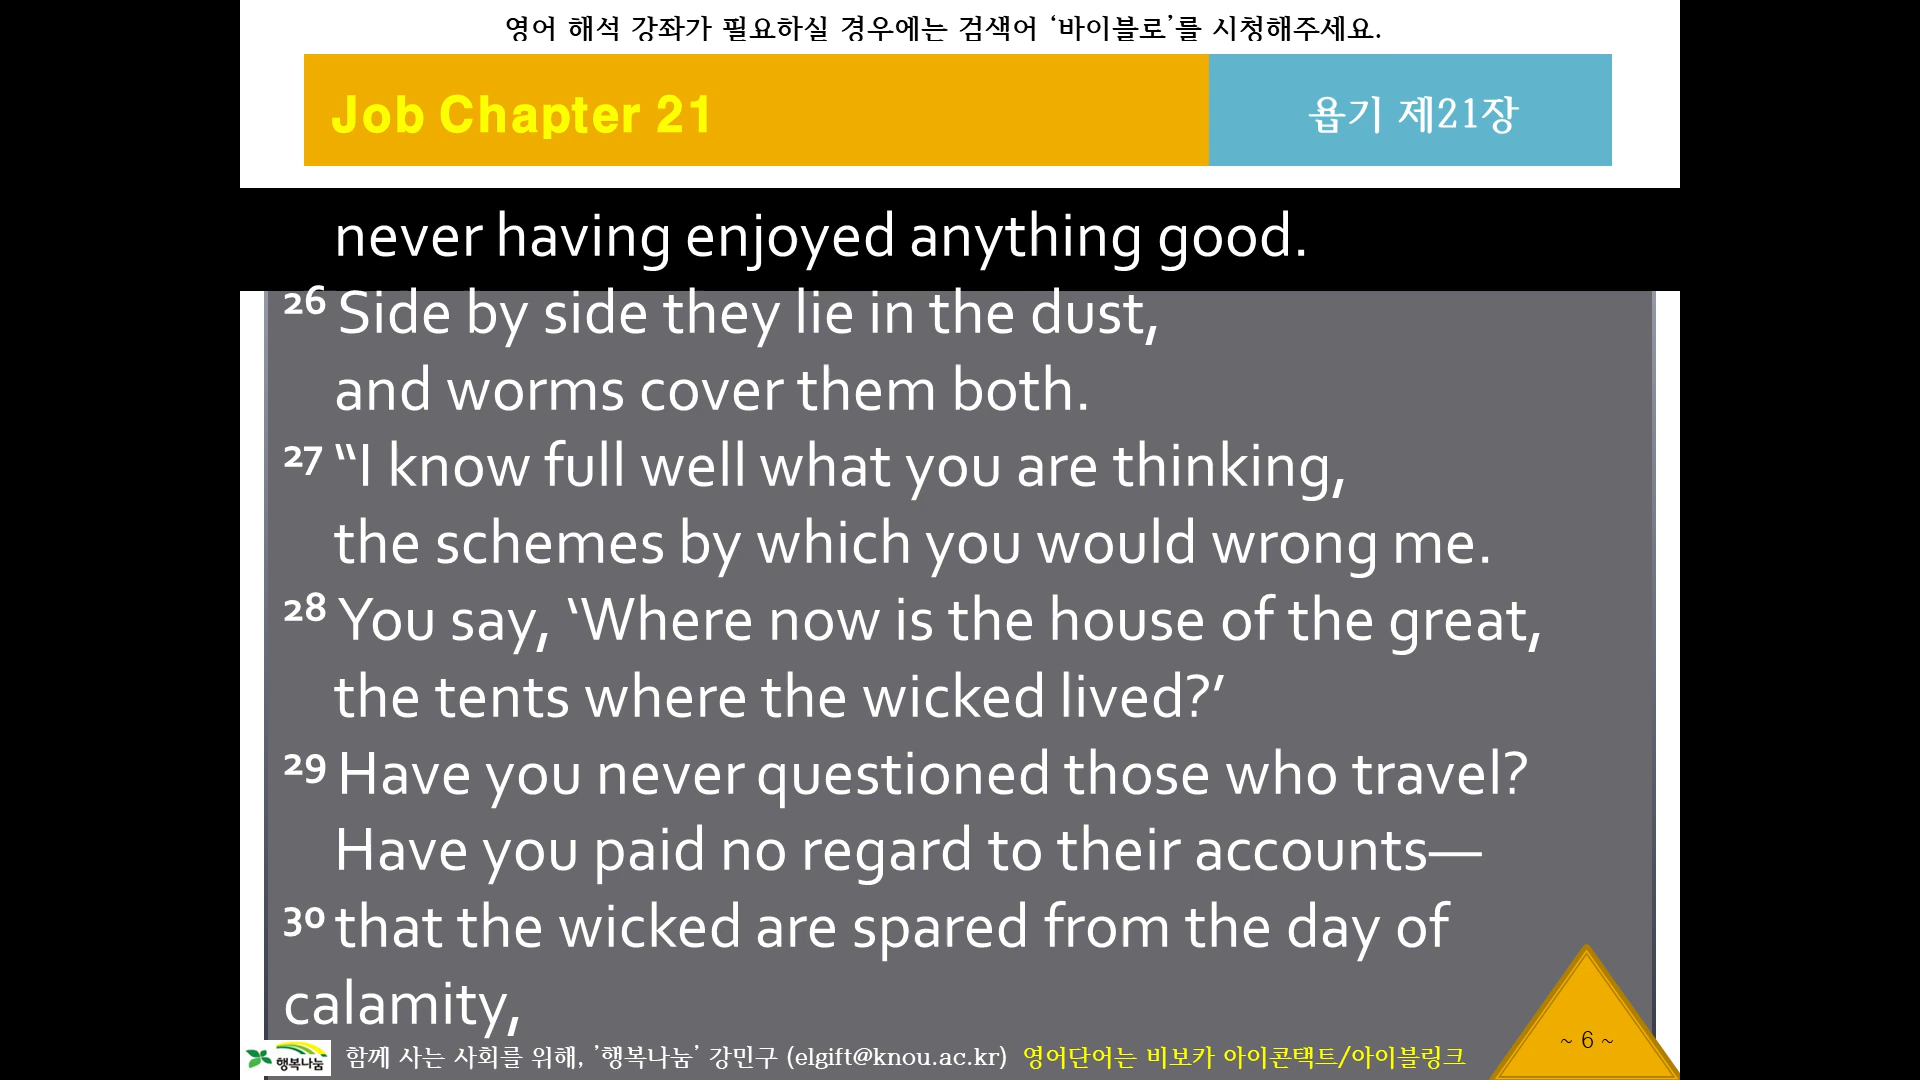 영어 해석 강좌가 필요하실 경우에는 검색어 ‘바이블로’를 시청해주세요.
Job Chapter 21
욥기 제21장
never having enjoyed anything good.
26 Side by side they lie in the dust,
and worms cover them both.
27 “I know full well what you are thinking,
the schemes by which you would wrong me.
28 You say, ‘Where now is the house of the great,
the tents where the wicked lived?’
29 Have you never questioned those who travel?
Have you paid no regard to their accounts—
30 that the wicked are spared from the day of
calamity,
~ 6 ~
행복나눔
함께 사는 사회를 위해, ’행복나눔’ 강민구 (elgift@knou.ac.kr) 영어단어는 비보카 아이콘택트/아이블링크